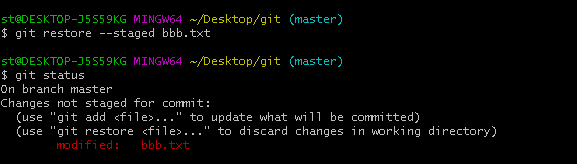 st@DESKTOP-J5S59KG MINGW64 ~/Desktop/git (master)
$ git restore --staged bbb.txt
st@DESKTOP-J5S59KG MINGW64 ~/Desktop/git (master)
$ git status
On branch master
Changes not staged for commit:
  (use "git add <file>..." to update what will be committed)
  (use "git restore <file>..." to discard changes in working directory)
        modified:   bbb.txt